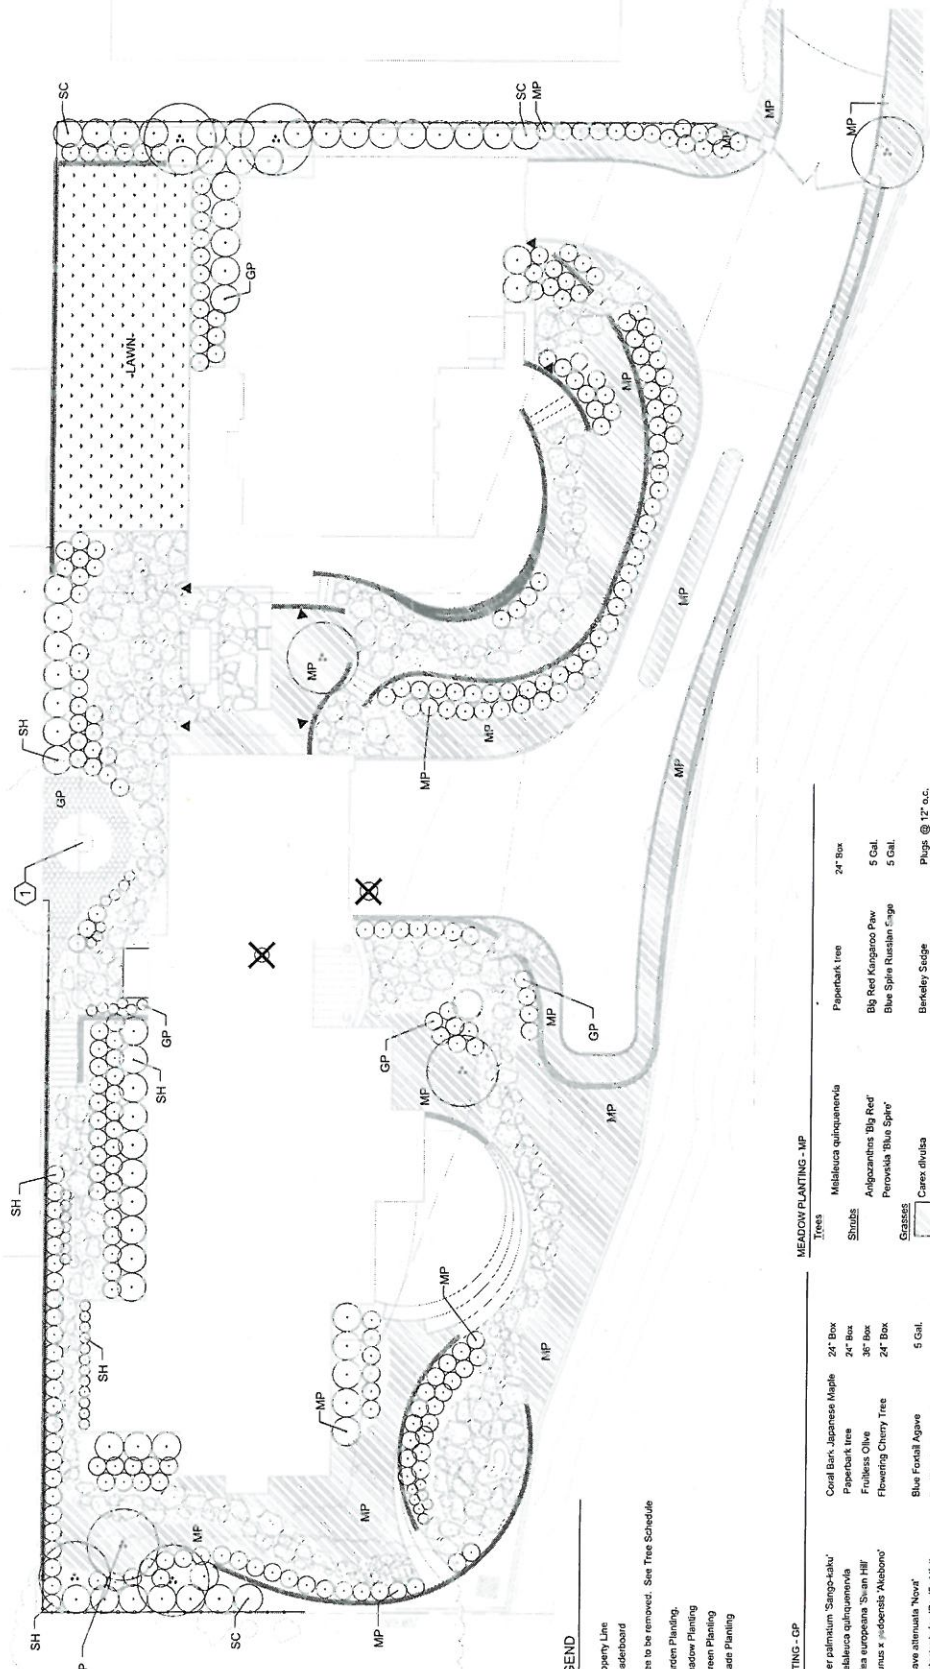 SC
SC
MP
MP
MP
MP
LAWN
GP
MP
MP
MP
MP
MP
MP
SH
GP
1
GP
SH
GP
MP
GP
MP
MP
SH
SH
MP
MP
MP
MP
MP
SH
SC
MP
MEADOW PLANTING - MP
Trees
Melaleuca quinquenervia Paperbark tree 24" Box
Shrubs
Anigozanthos 'Big Red' Big Red Kangaroo Paw 5 Gal.
Perovskia 'Blue Spire' Blue Spire Russian Sage 5 Gal.
Grasses
Carex divulsa Berkeley Sedge Plugs @ 12" o.c.
TING - GP
er palmatum 'Sango-kaku' Coral Bark Japanese Maple 24" Box
elaleuca quinquenervia Paperbark tree 24" Box
ea europeana 'Swan Hill' Fruitless Olive 36" Box
unus x yedoensis 'Akebono' Flowering Cherry Tree 24" Box
ave attenuata 'Nova' Blue Foxtail Agave 5 Gal.
GEND
operty Line
aderboard
ee to be removed. See Tree Schedule
arden Planting,
eadow Planting
reen Planting
ade Planting